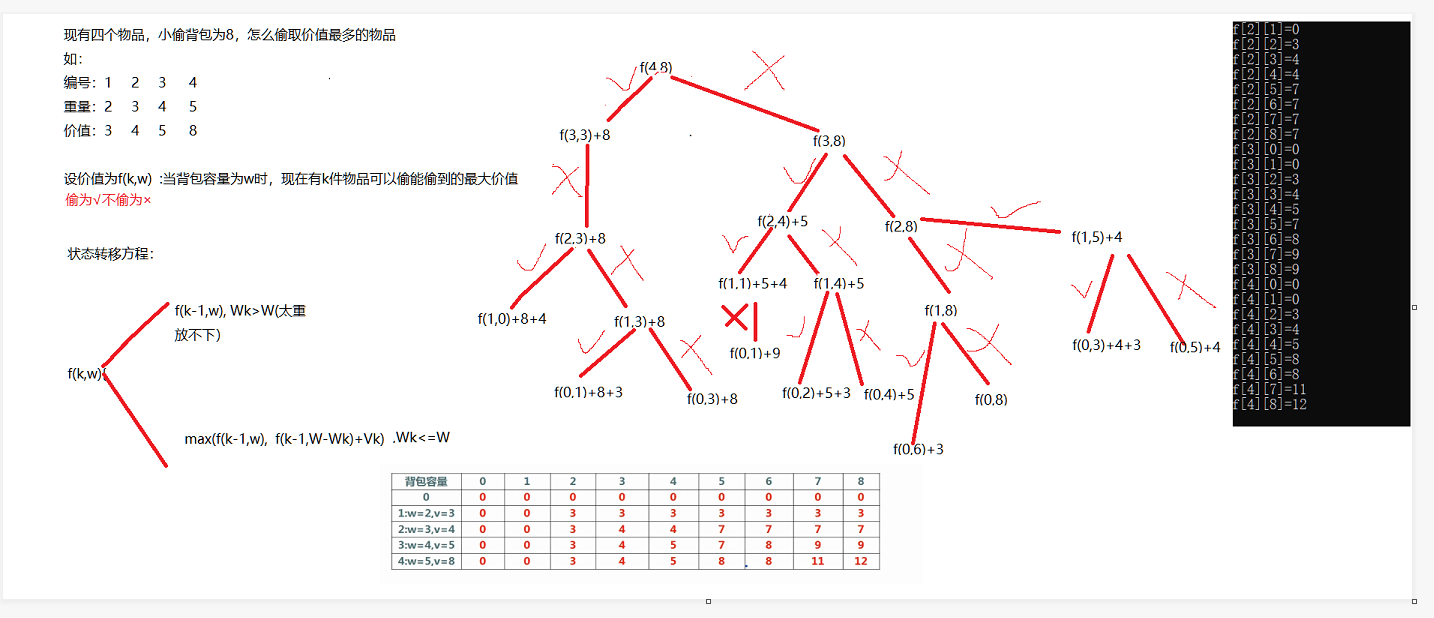 现有四个物品，小偷背包为8，怎么偷取价值最多的物品
如：
编号：1 2 3 4
重量：2 3 4 5
价值：3 4 5 8
设价值为f(k,w) :当背包容量为w时，现在有k件物品可以偷能偷到的最大价值
偷为√不偷为×
状态转移方程：
f(k-1,w), Wk>W(太重
放不下）
f(k,w){
max(f(k-1,w), f(k-1,W-Wk)+Vk) ,Wk<=W
f(4,8)
f(3,3)+8
f(3,8)
f(2,3)+8
f(2,4)+5
f(2,8)
f(1,5)+4
f(1,0)+8+4
f(1,3)+8
f(1,1)+5+4
f(1,4)+5
f(1,8)
f(0,1)+8+3
f(0,3)+8
f(0,1)+9
f(0,2)+5+3
f(0,4)+5
f(0,6)+3
f(0,8)
f(0,3)+4+3
f(0,5)+4
背包容量 0 1 2 3 4 5 6 7 8
0 0 0 0 0 0 0 0 0 0
1:w=2,v=3 0 0 3 3 3 3 3 3 3
2:w=3,v=4 0 0 3 4 4 7 7 7 7
3:w=4,v=5 0 0 3 4 5 7 8 9 9
4:w=5,v=8 0 0 3 4 5 8 8 11 12
f[2][1]=0
f[2][2]=3
f[2][3]=4
f[2][4]=4
f[2][5]=7
f[2][6]=7
f[2][7]=7
f[2][8]=7
f[3][0]=0
f[3][1]=0
f[3][2]=3
f[3][3]=4
f[3][4]=5
f[3][5]=7
f[3][6]=8
f[3][7]=9
f[3][8]=9
f[4][0]=0
f[4][1]=0
f[4][2]=3
f[4][3]=4
f[4][4]=5
f[4][5]=8
f[4][6]=8
f[4][7]=11
f[4][8]=12